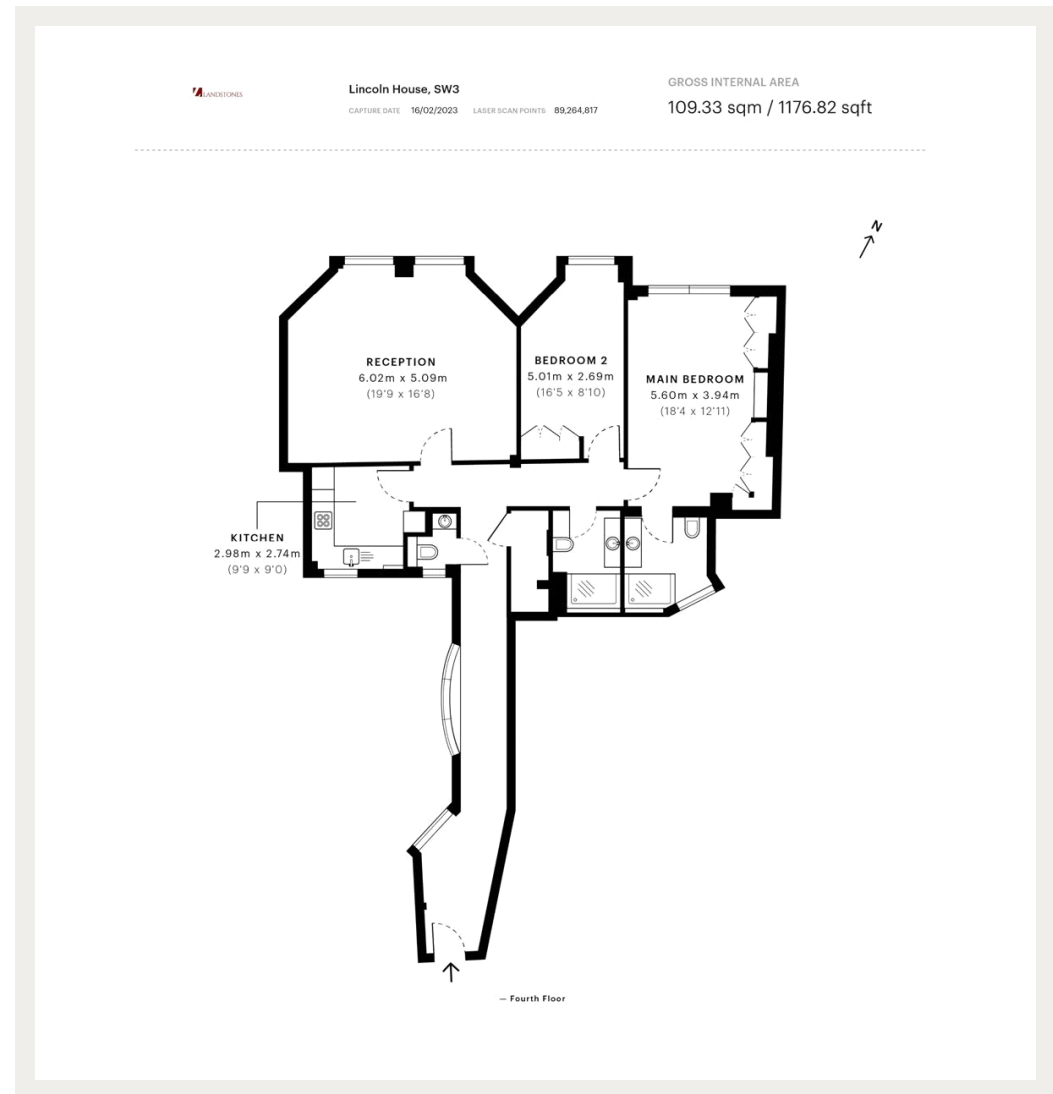 LANDSTONES
Lincoln House, SW3
CAPTURE DATE 16/02/2023 LASER SCAN POINTS 89,264,817
GROSS INTERNAL AREA
109.33 sqm / 1176.82 sqft
N
RECEPTION
6.02m x 5.09m
(19'9 x 16'8)
BEDROOM 2
5.01m x 2.69m
(16'5 x 8'10)
MAIN BEDROOM
5.60m x 3.94m
(18'4 x 12'11)
KITCHEN
2.98m x 2.74m
(9'9 x 9'0)
— Fourth Floor